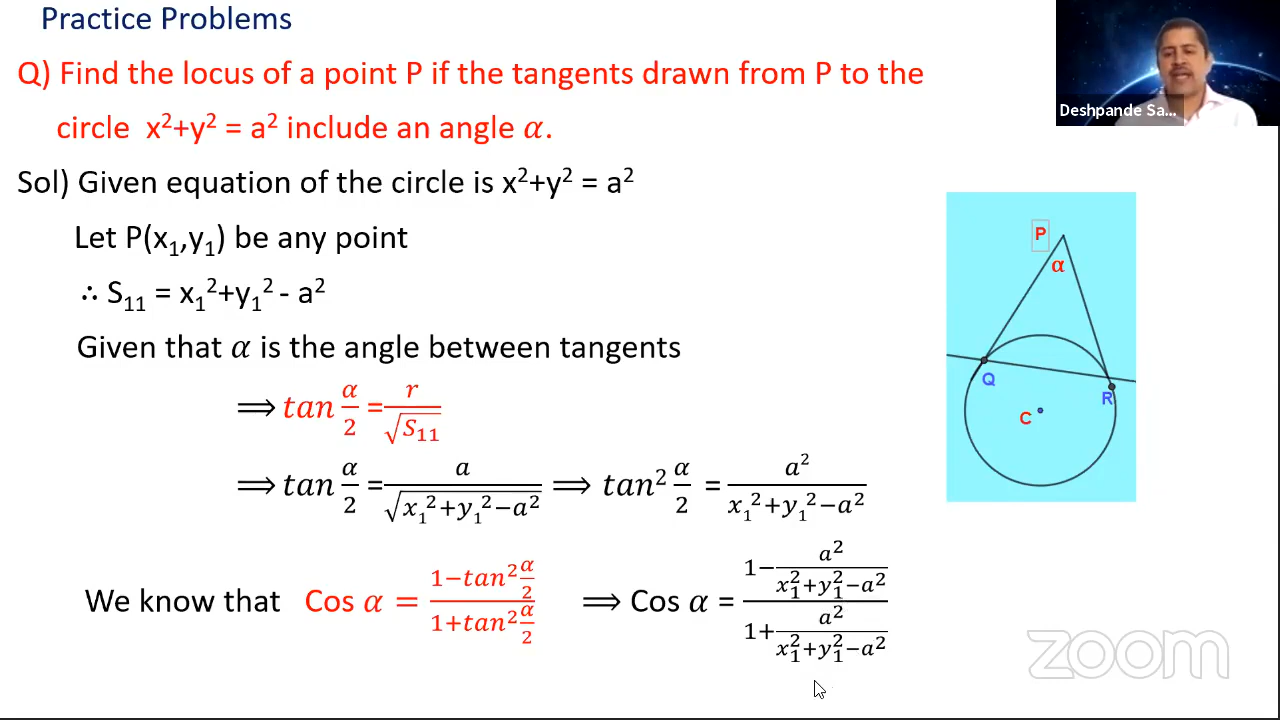 Practice Problems
Q) Find the locus of a point P if the tangents drawn from P to the
circle x²+y² = a² include an angle α.
Sol) Given equation of the circle is x²+y² = a²
Let P(x₁,y₁) be any point
∴ S₁₁ = x₁²+y₁² - a²
Given that α is the angle between tangents
⟹ tan α/2 = r/√S₁₁
⟹ tan α/2 = a/√(x₁²+y₁²−a²) ⟹ tan² α/2 = a²/(x₁²+y₁²−a²)
We know that Cos α = (1−tan² α/2)/(1+tan² α/2) ⟹ Cos α = (1− a²/(x₁²+y₁²−a²))/(1+ a²/(x₁²+y₁²−a²))
Deshpande Sa...
P
α
Q
R
C
zoom